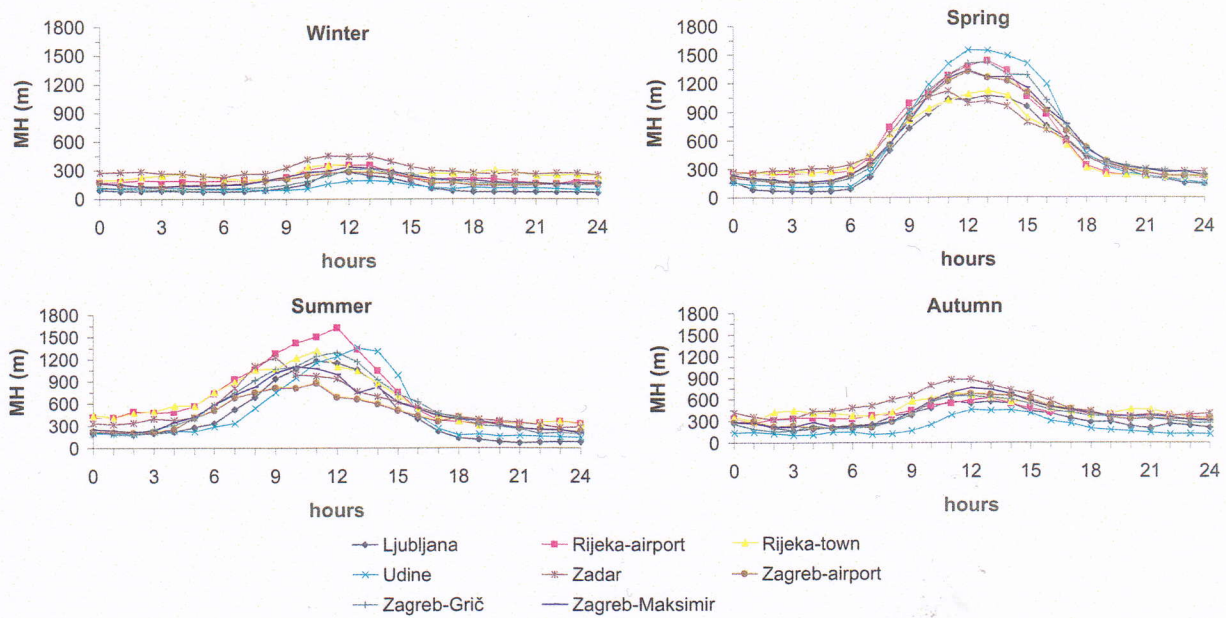 Winter
MH (m)
1800
1500
1200
900
600
300
0
0 3 6 9 12 15 18 21 24
hours
Spring
MH (m)
1800
1500
1200
900
600
300
0
0 3 6 9 12 15 18 21 24
hours
Summer
MH (m)
1800
1500
1200
900
600
300
0
0 3 6 9 12 15 18 21 24
hours
Autumn
MH (m)
1800
1500
1200
900
600
300
0
0 3 6 9 12 15 18 21 24
hours
Ljubljana Rijeka-airport Rijeka-town
Udine Zadar Zagreb-airport
Zagreb-Grič Zagreb-Maksimir